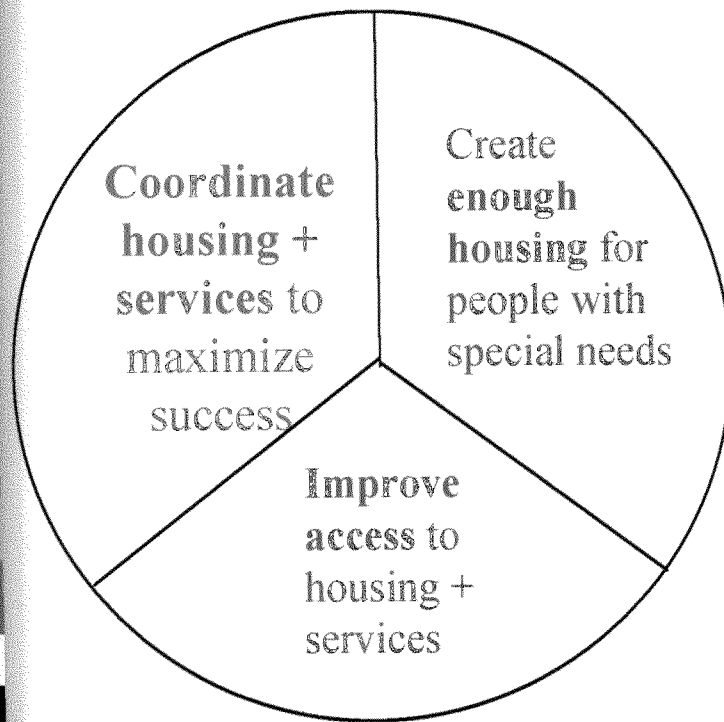 Coordinate
housing +
services to
maximize
success
Create
enough
housing for
people with
special needs
Improve
access to
housing +
services